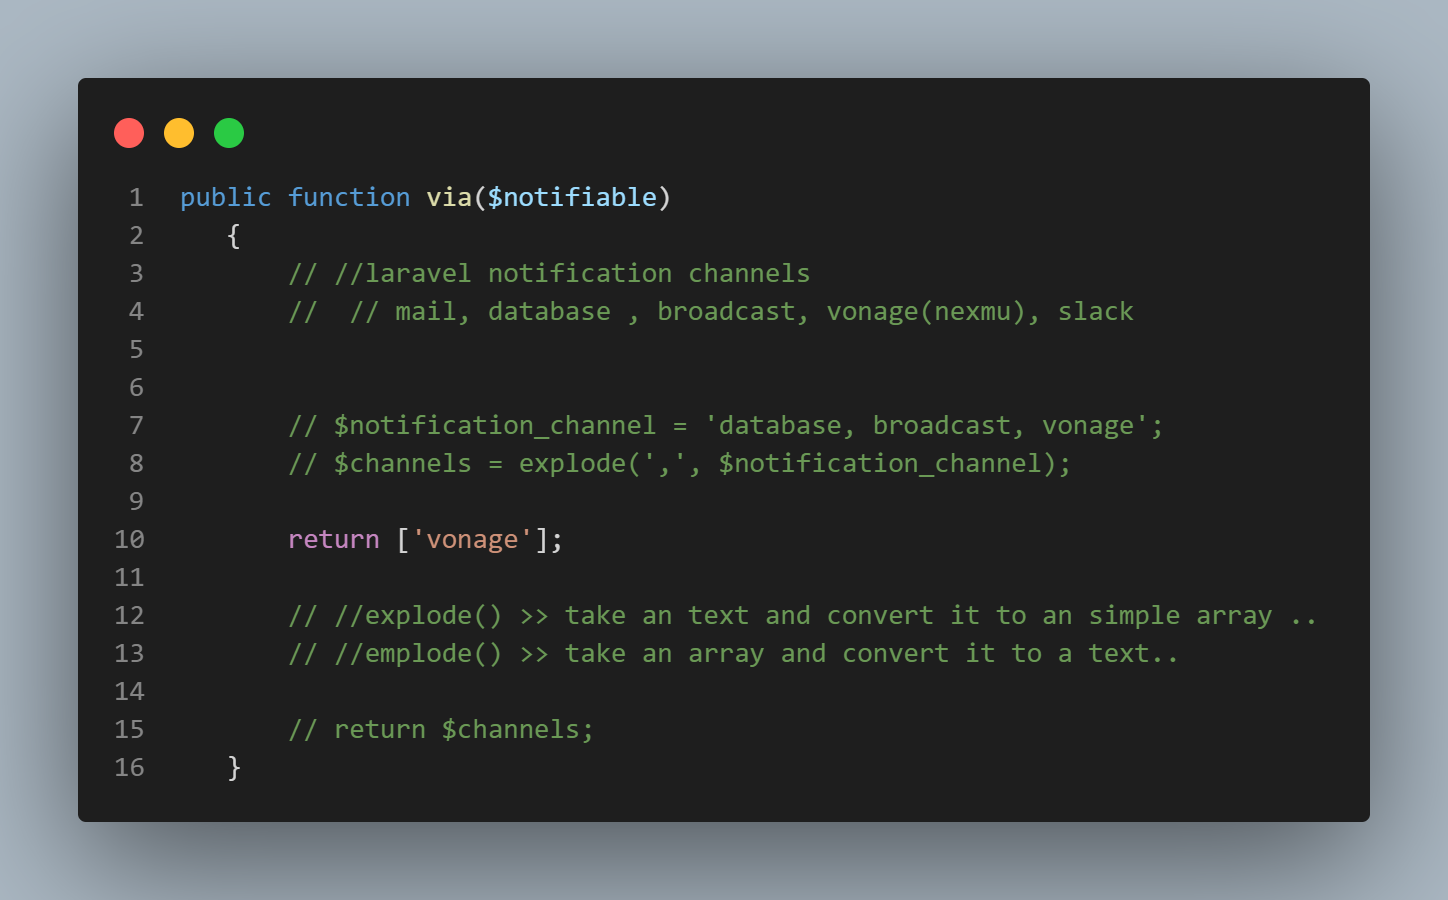 1 public function via($notifiable)
2 {
3 // //laravel notification channels
4 //  // mail, database , broadcast, vonage(nexmu), slack
5
6
7 // $notification_channel = 'database, broadcast, vonage';
8 // $channels = explode(',', $notification_channel);
9
10 return ['vonage'];
11
12 // //explode() >> take an text and convert it to an simple array ..
13 // //emplode() >> take an array and convert it to a text..
14
15 // return $channels;
16 }